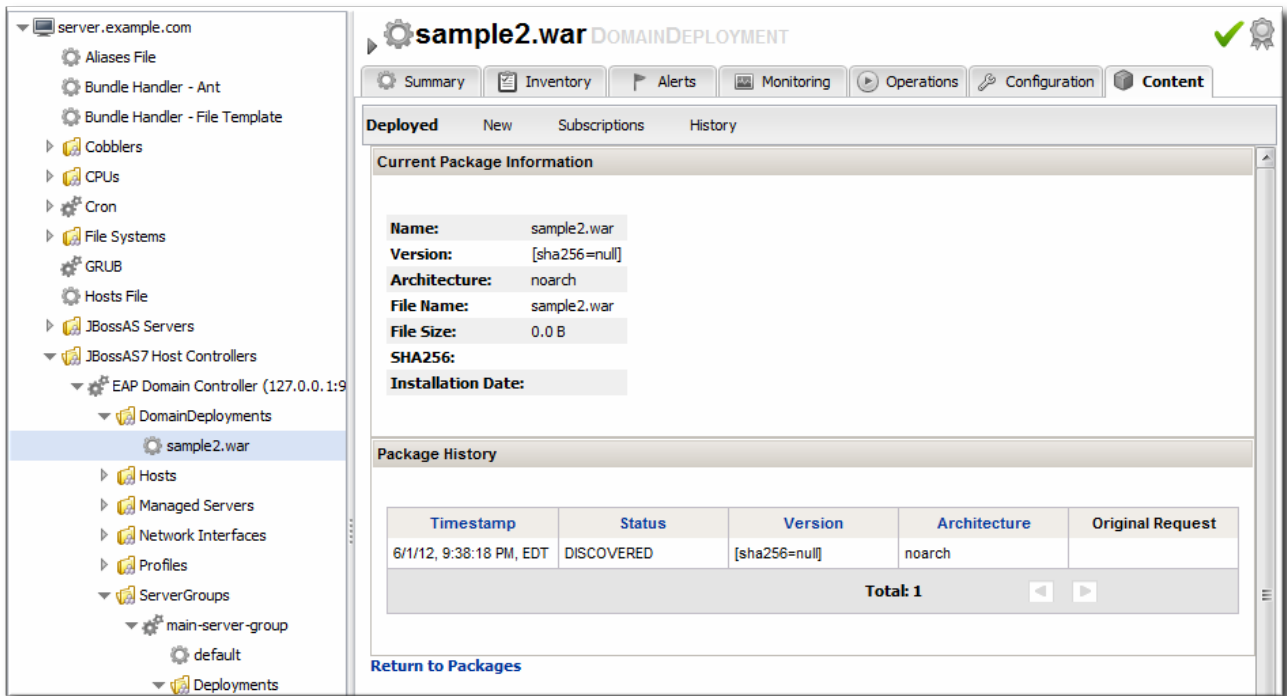 server.example.com
Aliases File
Bundle Handler - Ant
Bundle Handler - File Template
Cobblers
CPUs
Cron
File Systems
GRUB
Hosts File
JBossAS Servers
JBossAS7 Host Controllers
EAP Domain Controller (127.0.0.1:9
DomainDeployments
sample2.war
Hosts
Managed Servers
Network Interfaces
Profiles
ServerGroups
main-server-group
default
Deployments
sample2.war DOMAINDEPLOYMENT
Summary Inventory Alerts Monitoring Operations Configuration Content
Deployed New Subscriptions History
Current Package Information
Name: sample2.war
Version: [sha256=null]
Architecture: noarch
File Name: sample2.war
File Size: 0.0 B
SHA256:
Installation Date:
Package History
Timestamp Status Version Architecture Original Request
6/1/12, 9:38:18 PM, EDT DISCOVERED [sha256=null] noarch
Total: 1
Return to Packages